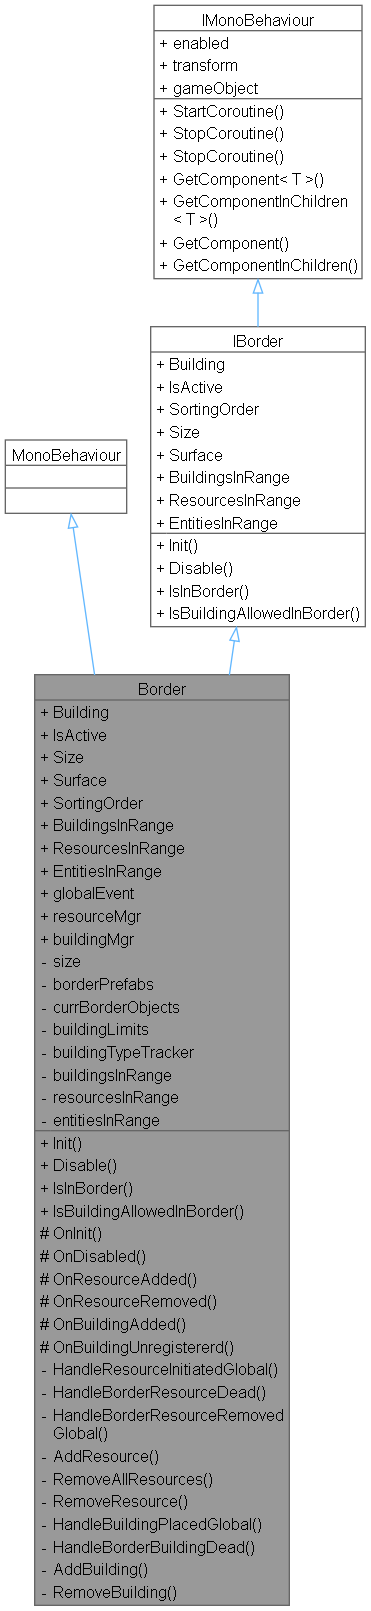 IMonoBehaviour
+ enabled
+ transform
+ gameObject
+ StartCoroutine()
+ StopCoroutine()
+ StopCoroutine()
+ GetComponent< T >()
+ GetComponentInChildren
< T >()
+ GetComponent()
+ GetComponentInChildren()
IBorder
+ Building
+ IsActive
+ SortingOrder
+ Size
+ Surface
+ BuildingsInRange
+ ResourcesInRange
+ EntitiesInRange
+ Init()
+ Disable()
+ IsInBorder()
+ IsBuildingAllowedInBorder()
MonoBehaviour
Border
+ Building
+ IsActive
+ Size
+ Surface
+ SortingOrder
+ BuildingsInRange
+ ResourcesInRange
+ EntitiesInRange
+ globalEvent
+ resourceMgr
+ buildingMgr
- size
- borderPrefabs
- currBorderObjects
- buildingLimits
- buildingTypeTracker
- buildingsInRange
- resourcesInRange
- entitiesInRange
+ Init()
+ Disable()
+ IsInBorder()
+ IsBuildingAllowedInBorder()
# OnInit()
# OnDisabled()
# OnResourceAdded()
# OnResourceRemoved()
# OnBuildingAdded()
# OnBuildingUnregistererd()
- HandleResourceInitiatedGlobal()
- HandleBorderResourceDead()
- HandleBorderResourceRemoved
Global()
- AddResource()
- RemoveAllResources()
- RemoveResource()
- HandleBuildingPlacedGlobal()
- HandleBorderBuildingDead()
- AddBuilding()
- RemoveBuilding()